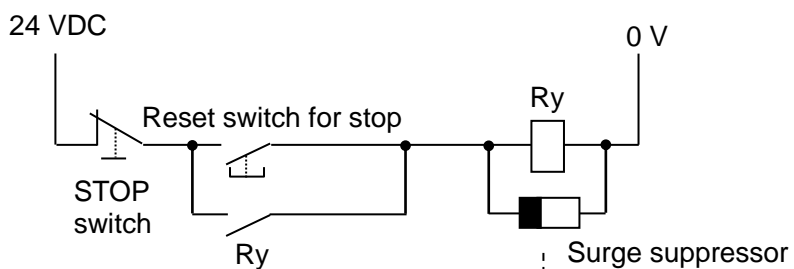 24 VDC
0 V
Ry
Reset switch for stop
STOP
switch
Ry
Surge suppressor